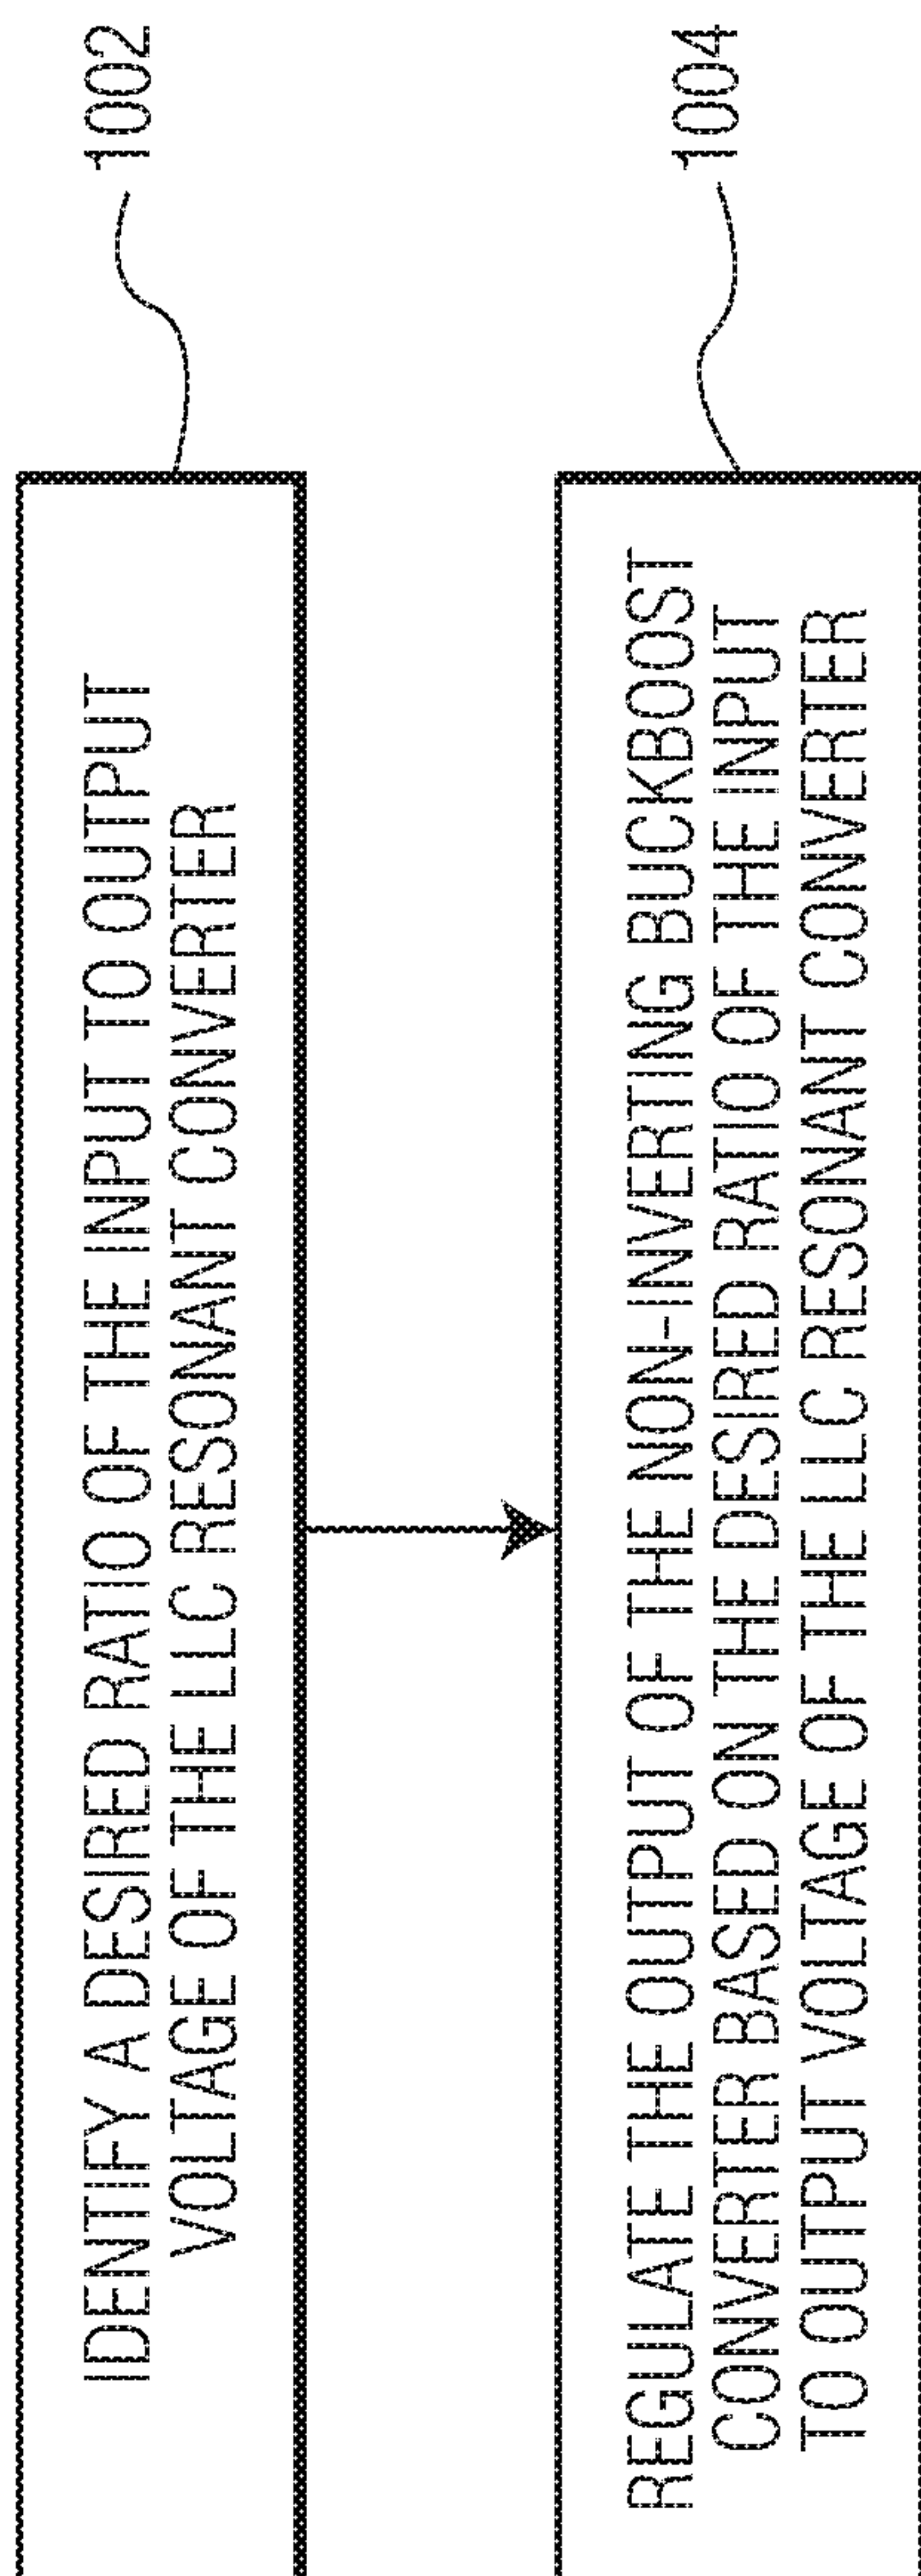 IDENTIFY A DESIRED RATIO OF THE INPUT TO OUTPUT
VOLTAGE OF THE LLC RESONANT CONVERTER
1002
REGULATE THE OUTPUT OF THE NON-INVERTING BUCKBOOST
CONVERTER BASED ON THE DESIRED RATIO OF THE INPUT
TO OUTPUT VOLTAGE OF THE LLC RESONANT CONVERTER
1004